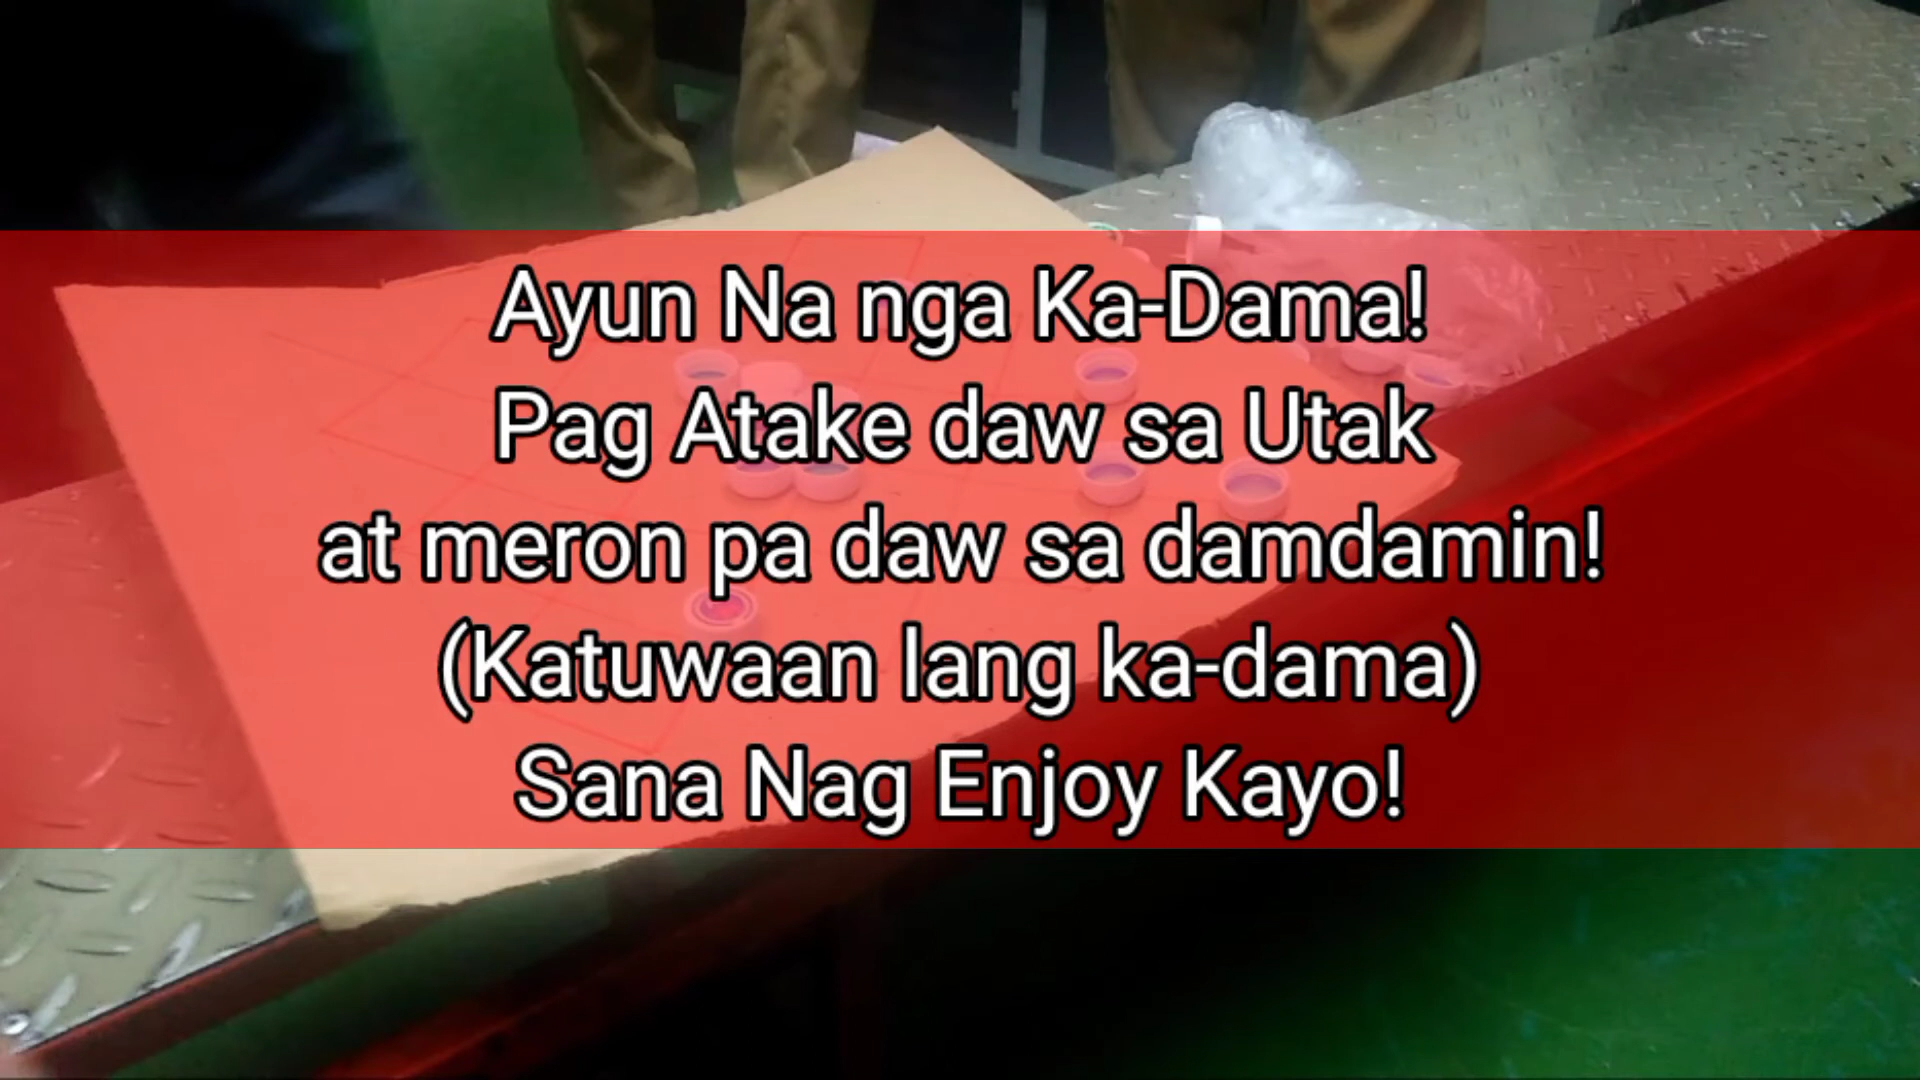 Ayun Na nga Ka-Dama!
Pag Atake daw sa Utak
at meron pa daw sa damdamin!
(Katuwaan lang ka-dama)
Sana Nag Enjoy Kayo!